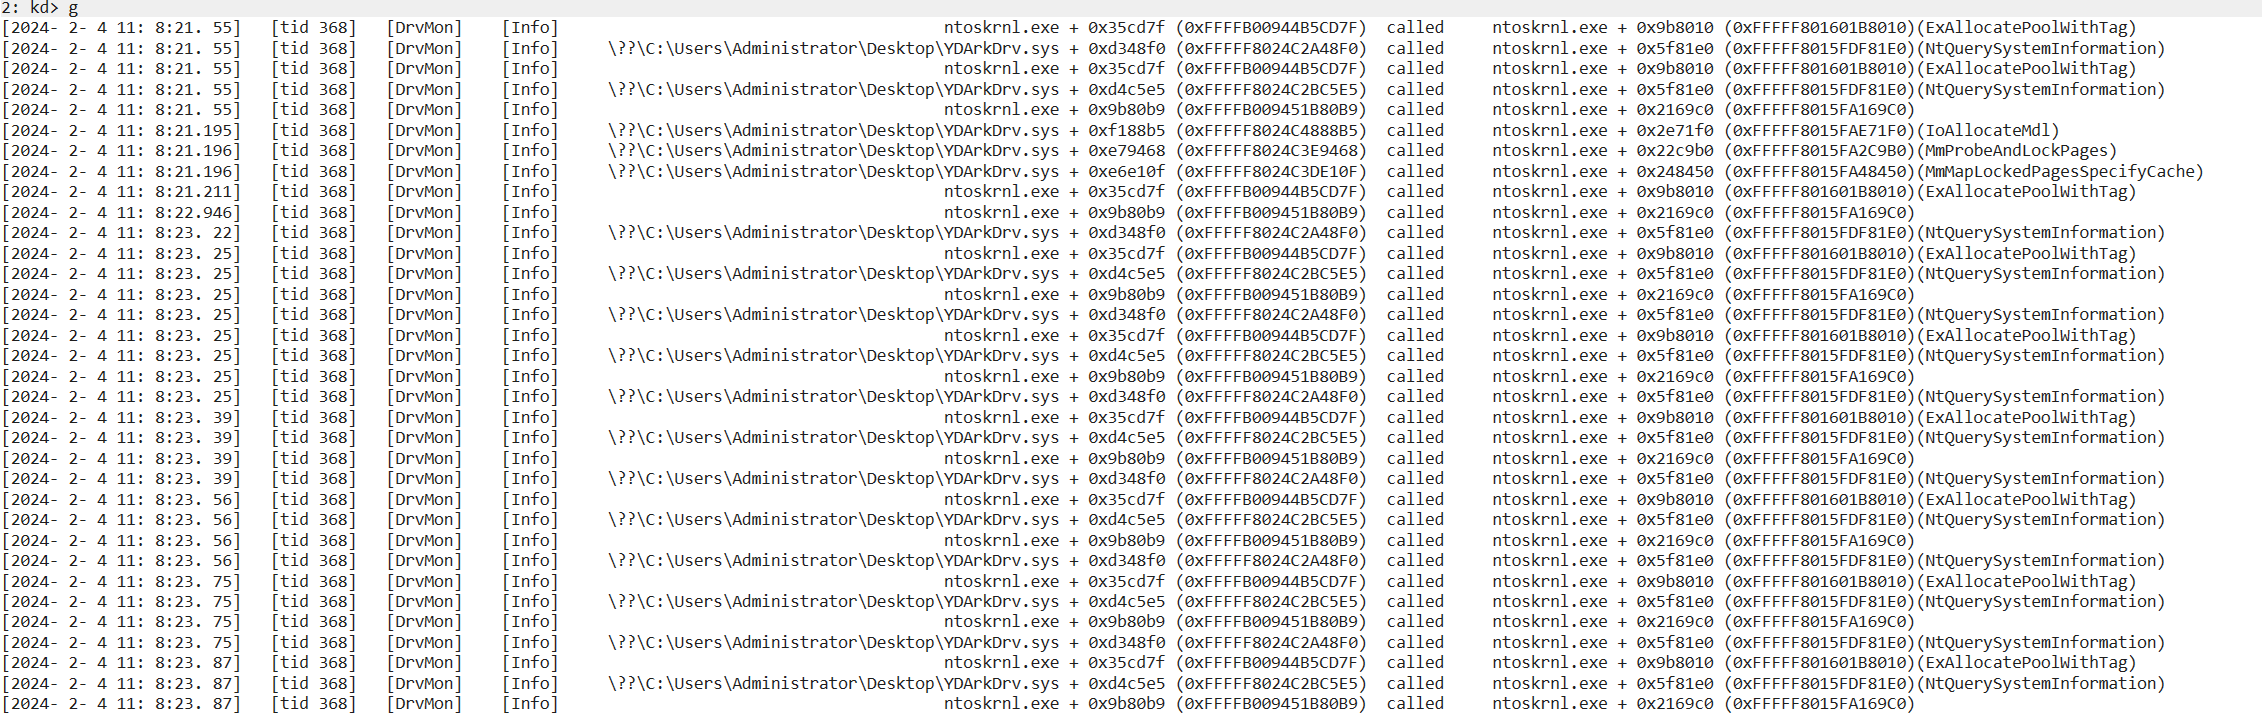 2: kd> g
[2024- 2- 4 11: 8:21. 55] [tid 368] [DrvMon] [Info] ntoskrnl.exe + 0x35cd7f (0xFFFFB00944B5CD7F) called ntoskrnl.exe + 0x9b8010 (0xFFFFF801601B8010)(ExAllocatePoolWithTag)
[2024- 2- 4 11: 8:21. 55] [tid 368] [DrvMon] [Info] \??\C:\Users\Administrator\Desktop\YDArkDrv.sys + 0xd348f0 (0xFFFFF8024C2A48F0) called ntoskrnl.exe + 0x5f81e0 (0xFFFFF8015FDF81E0)(NtQuerySystemInformation)
[2024- 2- 4 11: 8:21. 55] [tid 368] [DrvMon] [Info] ntoskrnl.exe + 0x35cd7f (0xFFFFB00944B5CD7F) called ntoskrnl.exe + 0x9b8010 (0xFFFFF801601B8010)(ExAllocatePoolWithTag)
[2024- 2- 4 11: 8:21. 55] [tid 368] [DrvMon] [Info] \??\C:\Users\Administrator\Desktop\YDArkDrv.sys + 0xd4c5e5 (0xFFFFF8024C2BC5E5) called ntoskrnl.exe + 0x5f81e0 (0xFFFFF8015FDF81E0)(NtQuerySystemInformation)
[2024- 2- 4 11: 8:21. 55] [tid 368] [DrvMon] [Info] ntoskrnl.exe + 0x9b80b9 (0xFFFFB009451B80B9) called ntoskrnl.exe + 0x2169c0 (0xFFFFF8015FA169C0)
[2024- 2- 4 11: 8:21.195] [tid 368] [DrvMon] [Info] \??\C:\Users\Administrator\Desktop\YDArkDrv.sys + 0xf188b5 (0xFFFFF8024C4888B5) called ntoskrnl.exe + 0x2e71f0 (0xFFFFF8015FAE71F0)(IoAllocateMdl)
[2024- 2- 4 11: 8:21.196] [tid 368] [DrvMon] [Info] \??\C:\Users\Administrator\Desktop\YDArkDrv.sys + 0xe79468 (0xFFFFF8024C3E9468) called ntoskrnl.exe + 0x22c9b0 (0xFFFFF8015FA2C9B0)(MmProbeAndLockPages)
[2024- 2- 4 11: 8:21.196] [tid 368] [DrvMon] [Info] \??\C:\Users\Administrator\Desktop\YDArkDrv.sys + 0xe6e10f (0xFFFFF8024C3DE10F) called ntoskrnl.exe + 0x248450 (0xFFFFF8015FA48450)(MmMapLockedPagesSpecifyCache)
[2024- 2- 4 11: 8:21.211] [tid 368] [DrvMon] [Info] ntoskrnl.exe + 0x35cd7f (0xFFFFB00944B5CD7F) called ntoskrnl.exe + 0x9b8010 (0xFFFFF801601B8010)(ExAllocatePoolWithTag)
[2024- 2- 4 11: 8:22.946] [tid 368] [DrvMon] [Info] ntoskrnl.exe + 0x9b80b9 (0xFFFFB009451B80B9) called ntoskrnl.exe + 0x2169c0 (0xFFFFF8015FA169C0)
[2024- 2- 4 11: 8:23. 22] [tid 368] [DrvMon] [Info] \??\C:\Users\Administrator\Desktop\YDArkDrv.sys + 0xd348f0 (0xFFFFF8024C2A48F0) called ntoskrnl.exe + 0x5f81e0 (0xFFFFF8015FDF81E0)(NtQuerySystemInformation)
[2024- 2- 4 11: 8:23. 25] [tid 368] [DrvMon] [Info] ntoskrnl.exe + 0x35cd7f (0xFFFFB00944B5CD7F) called ntoskrnl.exe + 0x9b8010 (0xFFFFF801601B8010)(ExAllocatePoolWithTag)
[2024- 2- 4 11: 8:23. 25] [tid 368] [DrvMon] [Info] \??\C:\Users\Administrator\Desktop\YDArkDrv.sys + 0xd4c5e5 (0xFFFFF8024C2BC5E5) called ntoskrnl.exe + 0x5f81e0 (0xFFFFF8015FDF81E0)(NtQuerySystemInformation)
[2024- 2- 4 11: 8:23. 25] [tid 368] [DrvMon] [Info] ntoskrnl.exe + 0x9b80b9 (0xFFFFB009451B80B9) called ntoskrnl.exe + 0x2169c0 (0xFFFFF8015FA169C0)
[2024- 2- 4 11: 8:23. 25] [tid 368] [DrvMon] [Info] \??\C:\Users\Administrator\Desktop\YDArkDrv.sys + 0xd348f0 (0xFFFFF8024C2A48F0) called ntoskrnl.exe + 0x5f81e0 (0xFFFFF8015FDF81E0)(NtQuerySystemInformation)
[2024- 2- 4 11: 8:23. 25] [tid 368] [DrvMon] [Info] ntoskrnl.exe + 0x35cd7f (0xFFFFB00944B5CD7F) called ntoskrnl.exe + 0x9b8010 (0xFFFFF801601B8010)(ExAllocatePoolWithTag)
[2024- 2- 4 11: 8:23. 25] [tid 368] [DrvMon] [Info] \??\C:\Users\Administrator\Desktop\YDArkDrv.sys + 0xd4c5e5 (0xFFFFF8024C2BC5E5) called ntoskrnl.exe + 0x5f81e0 (0xFFFFF8015FDF81E0)(NtQuerySystemInformation)
[2024- 2- 4 11: 8:23. 25] [tid 368] [DrvMon] [Info] ntoskrnl.exe + 0x9b80b9 (0xFFFFB009451B80B9) called ntoskrnl.exe + 0x2169c0 (0xFFFFF8015FA169C0)
[2024- 2- 4 11: 8:23. 25] [tid 368] [DrvMon] [Info] \??\C:\Users\Administrator\Desktop\YDArkDrv.sys + 0xd348f0 (0xFFFFF8024C2A48F0) called ntoskrnl.exe + 0x5f81e0 (0xFFFFF8015FDF81E0)(NtQuerySystemInformation)
[2024- 2- 4 11: 8:23. 39] [tid 368] [DrvMon] [Info] ntoskrnl.exe + 0x35cd7f (0xFFFFB00944B5CD7F) called ntoskrnl.exe + 0x9b8010 (0xFFFFF801601B8010)(ExAllocatePoolWithTag)
[2024- 2- 4 11: 8:23. 39] [tid 368] [DrvMon] [Info] \??\C:\Users\Administrator\Desktop\YDArkDrv.sys + 0xd4c5e5 (0xFFFFF8024C2BC5E5) called ntoskrnl.exe + 0x5f81e0 (0xFFFFF8015FDF81E0)(NtQuerySystemInformation)
[2024- 2- 4 11: 8:23. 39] [tid 368] [DrvMon] [Info] ntoskrnl.exe + 0x9b80b9 (0xFFFFB009451B80B9) called ntoskrnl.exe + 0x2169c0 (0xFFFFF8015FA169C0)
[2024- 2- 4 11: 8:23. 39] [tid 368] [DrvMon] [Info] \??\C:\Users\Administrator\Desktop\YDArkDrv.sys + 0xd348f0 (0xFFFFF8024C2A48F0) called ntoskrnl.exe + 0x5f81e0 (0xFFFFF8015FDF81E0)(NtQuerySystemInformation)
[2024- 2- 4 11: 8:23. 56] [tid 368] [DrvMon] [Info] ntoskrnl.exe + 0x35cd7f (0xFFFFB00944B5CD7F) called ntoskrnl.exe + 0x9b8010 (0xFFFFF801601B8010)(ExAllocatePoolWithTag)
[2024- 2- 4 11: 8:23. 56] [tid 368] [DrvMon] [Info] \??\C:\Users\Administrator\Desktop\YDArkDrv.sys + 0xd4c5e5 (0xFFFFF8024C2BC5E5) called ntoskrnl.exe + 0x5f81e0 (0xFFFFF8015FDF81E0)(NtQuerySystemInformation)
[2024- 2- 4 11: 8:23. 56] [tid 368] [DrvMon] [Info] ntoskrnl.exe + 0x9b80b9 (0xFFFFB009451B80B9) called ntoskrnl.exe + 0x2169c0 (0xFFFFF8015FA169C0)
[2024- 2- 4 11: 8:23. 56] [tid 368] [DrvMon] [Info] \??\C:\Users\Administrator\Desktop\YDArkDrv.sys + 0xd348f0 (0xFFFFF8024C2A48F0) called ntoskrnl.exe + 0x5f81e0 (0xFFFFF8015FDF81E0)(NtQuerySystemInformation)
[2024- 2- 4 11: 8:23. 75] [tid 368] [DrvMon] [Info] ntoskrnl.exe + 0x35cd7f (0xFFFFB00944B5CD7F) called ntoskrnl.exe + 0x9b8010 (0xFFFFF801601B8010)(ExAllocatePoolWithTag)
[2024- 2- 4 11: 8:23. 75] [tid 368] [DrvMon] [Info] \??\C:\Users\Administrator\Desktop\YDArkDrv.sys + 0xd4c5e5 (0xFFFFF8024C2BC5E5) called ntoskrnl.exe + 0x5f81e0 (0xFFFFF8015FDF81E0)(NtQuerySystemInformation)
[2024- 2- 4 11: 8:23. 75] [tid 368] [DrvMon] [Info] ntoskrnl.exe + 0x9b80b9 (0xFFFFB009451B80B9) called ntoskrnl.exe + 0x2169c0 (0xFFFFF8015FA169C0)
[2024- 2- 4 11: 8:23. 75] [tid 368] [DrvMon] [Info] \??\C:\Users\Administrator\Desktop\YDArkDrv.sys + 0xd348f0 (0xFFFFF8024C2A48F0) called ntoskrnl.exe + 0x5f81e0 (0xFFFFF8015FDF81E0)(NtQuerySystemInformation)
[2024- 2- 4 11: 8:23. 87] [tid 368] [DrvMon] [Info] ntoskrnl.exe + 0x35cd7f (0xFFFFB00944B5CD7F) called ntoskrnl.exe + 0x9b8010 (0xFFFFF801601B8010)(ExAllocatePoolWithTag)
[2024- 2- 4 11: 8:23. 87] [tid 368] [DrvMon] [Info] \??\C:\Users\Administrator\Desktop\YDArkDrv.sys + 0xd4c5e5 (0xFFFFF8024C2BC5E5) called ntoskrnl.exe + 0x5f81e0 (0xFFFFF8015FDF81E0)(NtQuerySystemInformation)
[2024- 2- 4 11: 8:23. 87] [tid 368] [DrvMon] [Info] ntoskrnl.exe + 0x9b80b9 (0xFFFFB009451B80B9) called ntoskrnl.exe + 0x2169c0 (0xFFFFF8015FA169C0)